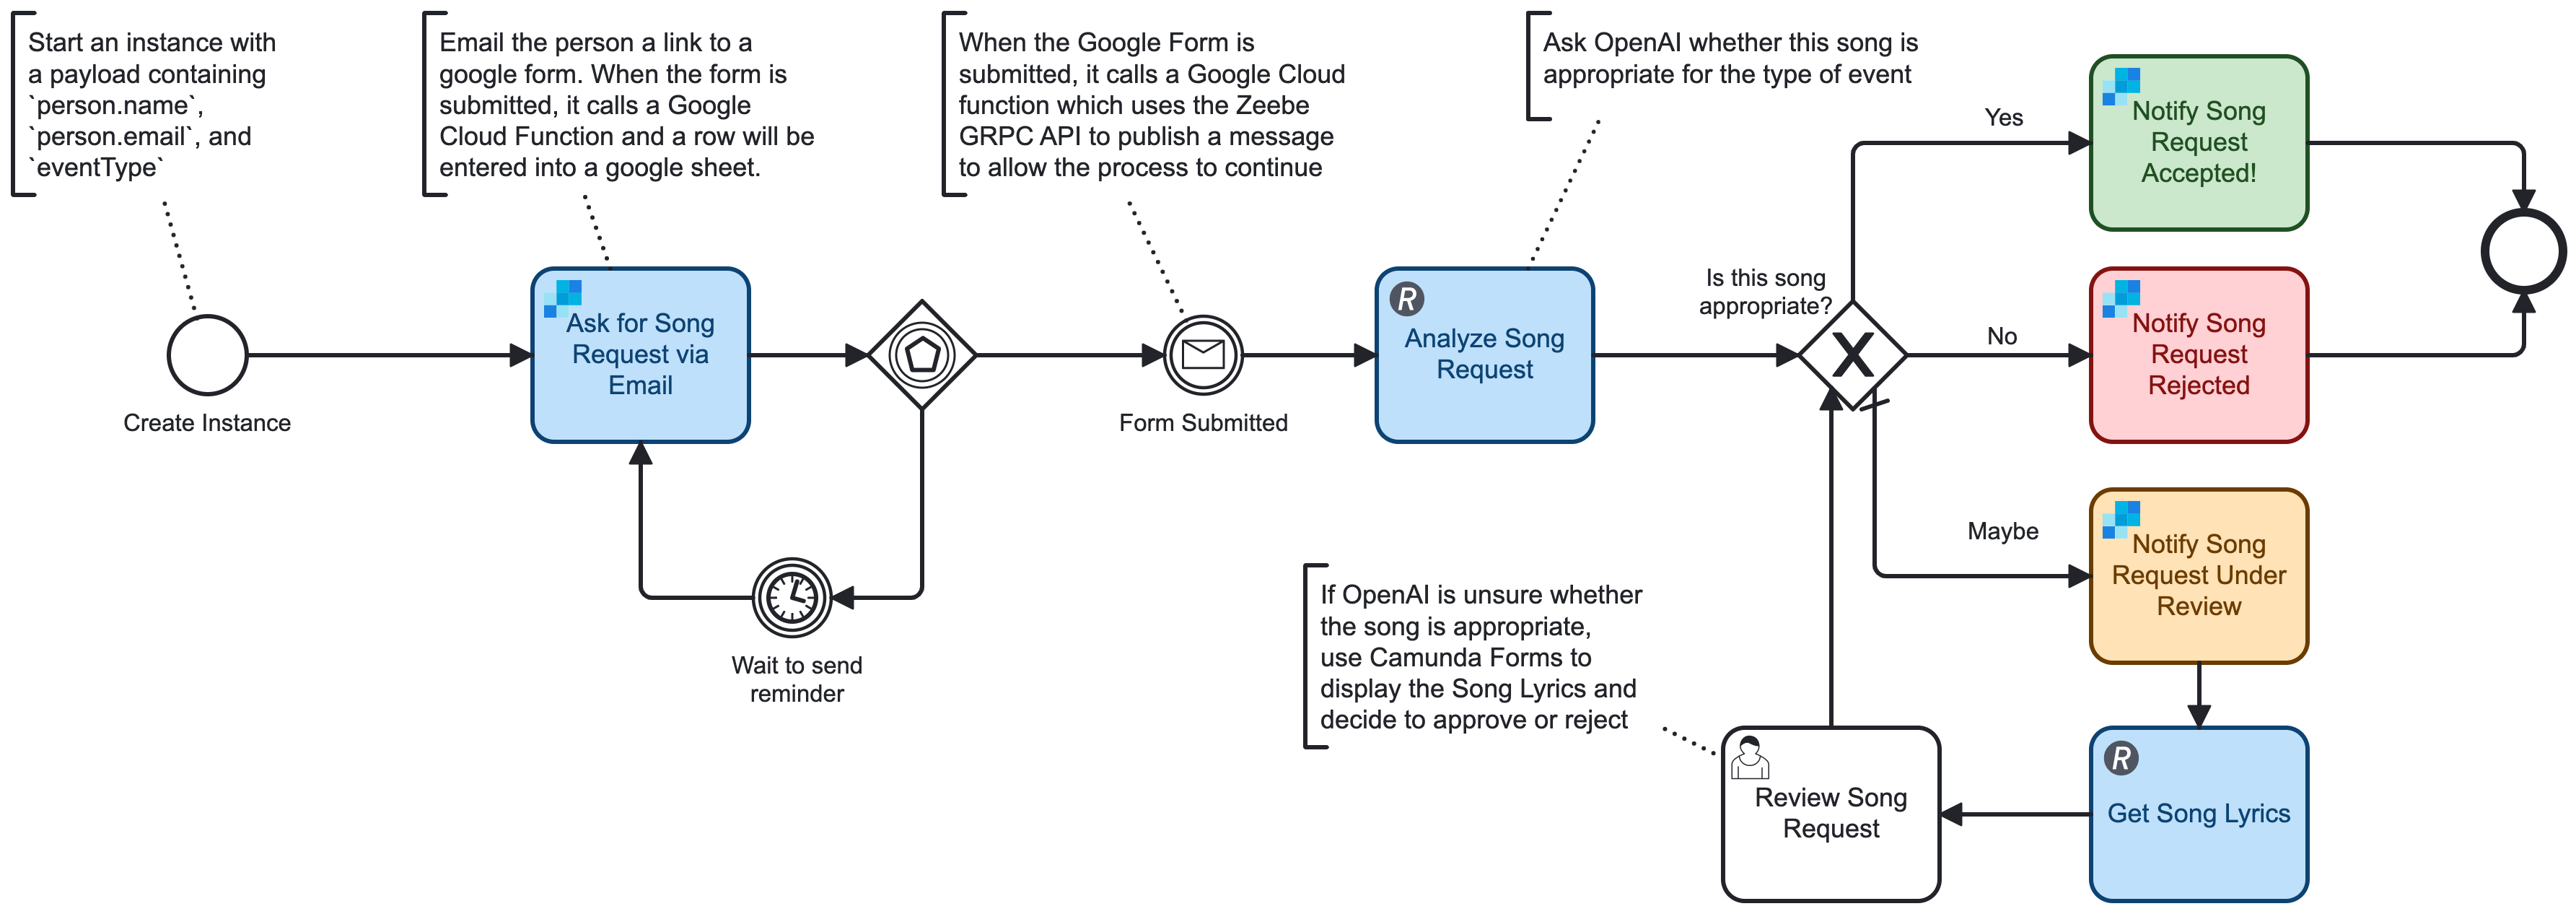 Start an instance with
a payload containing
`person.name`,
`person.email`, and
`eventType`
Email the person a link to a
google form. When the form is
submitted, it calls a Google
Cloud Function and a row will be
entered into a google sheet.
When the Google Form is
submitted, it calls a Google Cloud
function which uses the Zeebe
GRPC API to publish a message
to allow the process to continue
Ask OpenAI whether this song is
appropriate for the type of event
Create Instance
Ask for Song
Request via
Email
Wait to send
reminder
Form Submitted
R
Analyze Song
Request
Is this song
appropriate?
X
Yes
Notify Song
Request
Accepted!
No
Notify Song
Request
Rejected
Maybe
Notify Song
Request Under
Review
If OpenAI is unsure whether
the song is appropriate,
use Camunda Forms to
display the Song Lyrics and
decide to approve or reject
Review Song
Request
R
Get Song Lyrics